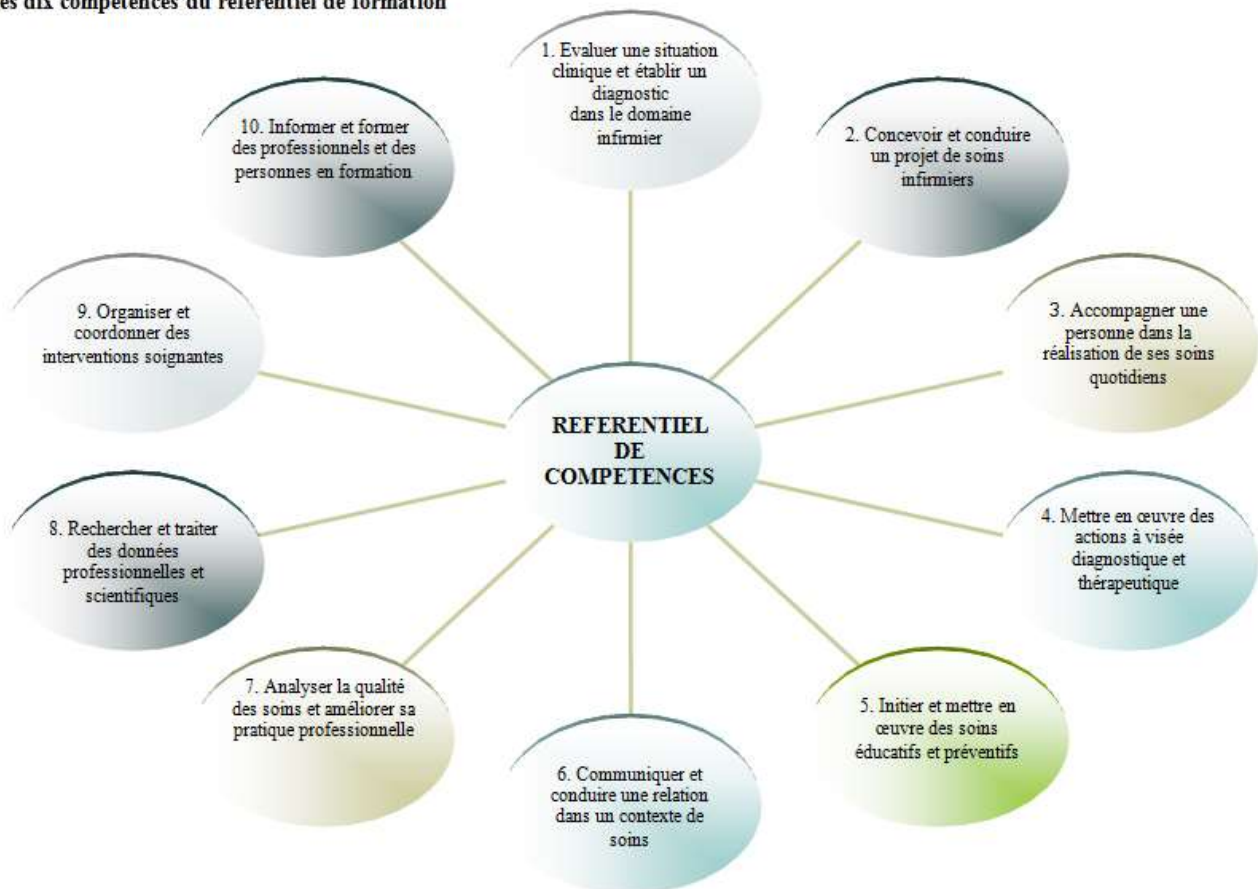 es dix compétences du référentiel de formation
1. Evaluer une situation
clinique et établir un
diagnostic
dans le domaine
infirmier
2. Concevoir et conduire
un projet de soins
infirmiers
3. Accompagner une
personne dans la
réalisation de ses soins
quotidiens
4. Mettre en œuvre des
actions à visée
diagnostique et
thérapeutique
5. Initier et mettre en
œuvre des soins
éducatifs et préventifs
6. Communiquer et
conduire une relation
dans un contexte de
soins
7. Analyser la qualité
des soins et améliorer sa
pratique professionnelle
8. Rechercher et traiter
des données
professionnelles et
scientifiques
9. Organiser et
coordonner des
interventions soignantes
10. Informer et former
des professionnels et des
personnes en formation
REFERENTIEL
DE
COMPETENCES